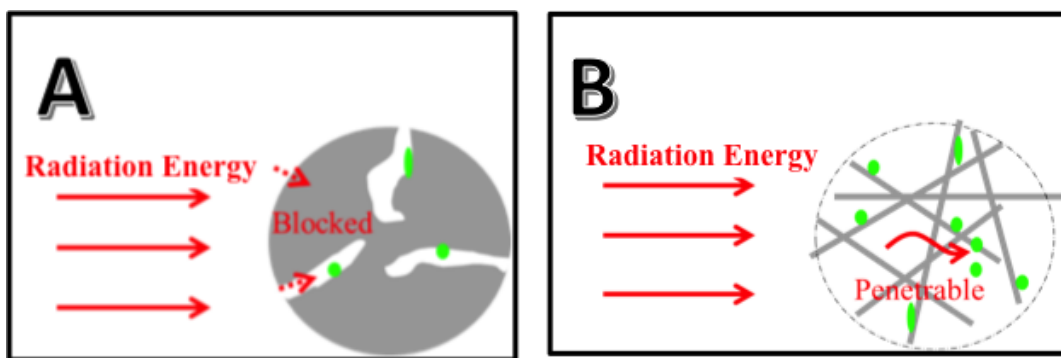 A
Radiation Energy
Blocked
B
Radiation Energy
Penetrable